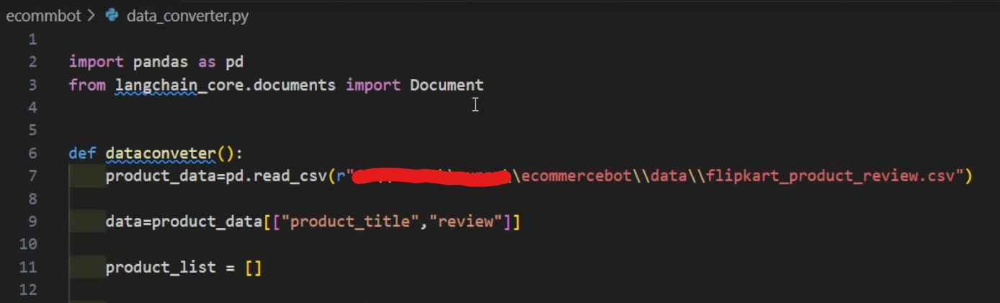 ecommbot > data_converter.py
1
2 import pandas as pd
3 from langchain_core.documents import Document
4
5
6 def dataconveter():
7 product_data=pd.read_csv(r"\\ecommercebot\\data\\flipkart_product_review.csv")
8
9 data=product_data[["product_title","review"]]
10
11 product_list = []
12